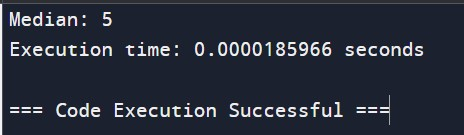 Median: 5
Execution time: 0.0000185966 seconds
=== Code Execution Successful ===